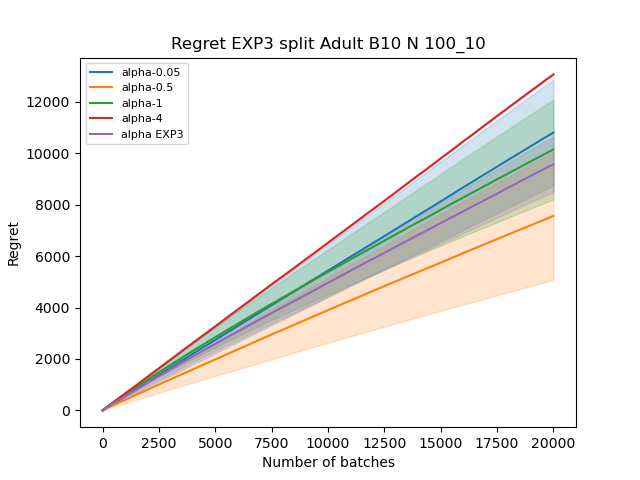 Regret EXP3 split Adult B10 N 100_10
alpha-0.05
alpha-0.5
alpha-1
alpha-4
alpha EXP3
12000
10000
8000
6000
4000
2000
0
Regret
0 2500 5000 7500 10000 12500 15000 17500 20000
Number of batches